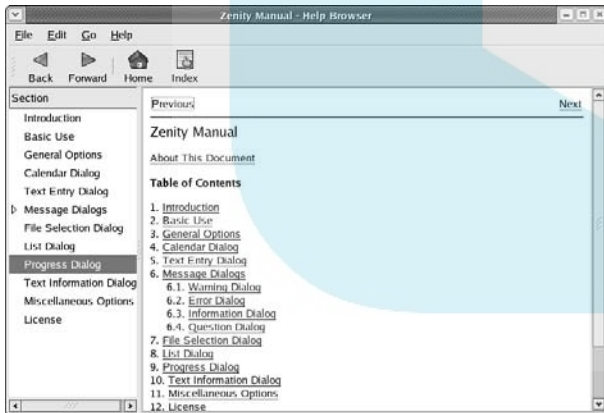 Zenity Manual - Help Browser
File Edit Go Help
Back Forward Home Index
Section
Introduction
Basic Use
General Options
Calendar Dialog
Text Entry Dialog
Message Dialogs
File Selection Dialog
List Dialog
Progress Dialog
Text Information Dialog
Miscellaneous Options
License
Previous Next
Zenity Manual
About This Document
Table of Contents
1. Introduction
2. Basic Use
3. General Options
4. Calendar Dialog
5. Text Entry Dialog
6. Message Dialogs
6.1. Warning Dialog
6.2. Error Dialog
6.3. Information Dialog
6.4. Question Dialog
7. File Selection Dialog
8. List Dialog
9. Progress Dialog
10. Text Information Dialog
11. Miscellaneous Options
12. License